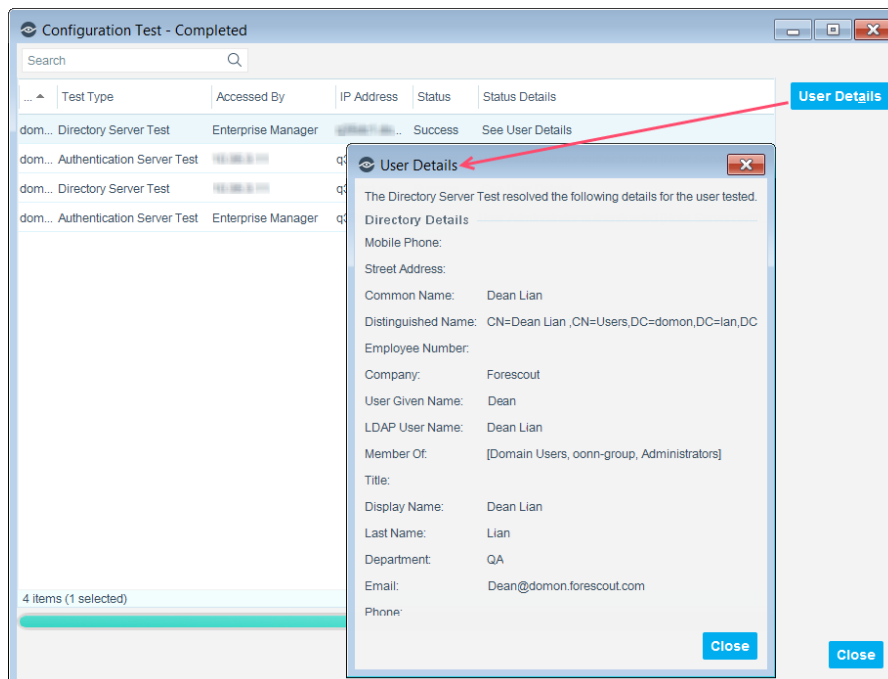 Configuration Test - Completed
Search
... Test Type Accessed By IP Address Status Status Details
User Details
dom... Directory Server Test Enterprise Manager Success See User Details
dom... Authentication Server Test q3
dom... Directory Server Test q3
dom... Authentication Server Test Enterprise Manager q3
User Details
The Directory Server Test resolved the following details for the user tested.
Directory Details
Mobile Phone:
Street Address:
Common Name: Dean Lian
Distinguished Name: CN=Dean Lian ,CN=Users,DC=domon,DC=lan,DC
Employee Number:
Company: Forescout
User Given Name: Dean
LDAP User Name: Dean Lian
Member Of: [Domain Users, oonn-group, Administrators]
Title:
Display Name: Dean Lian
Last Name: Lian
Department: QA
Email: Dean@domon.forescout.com
Phone:
Close
4 items (1 selected)
Close